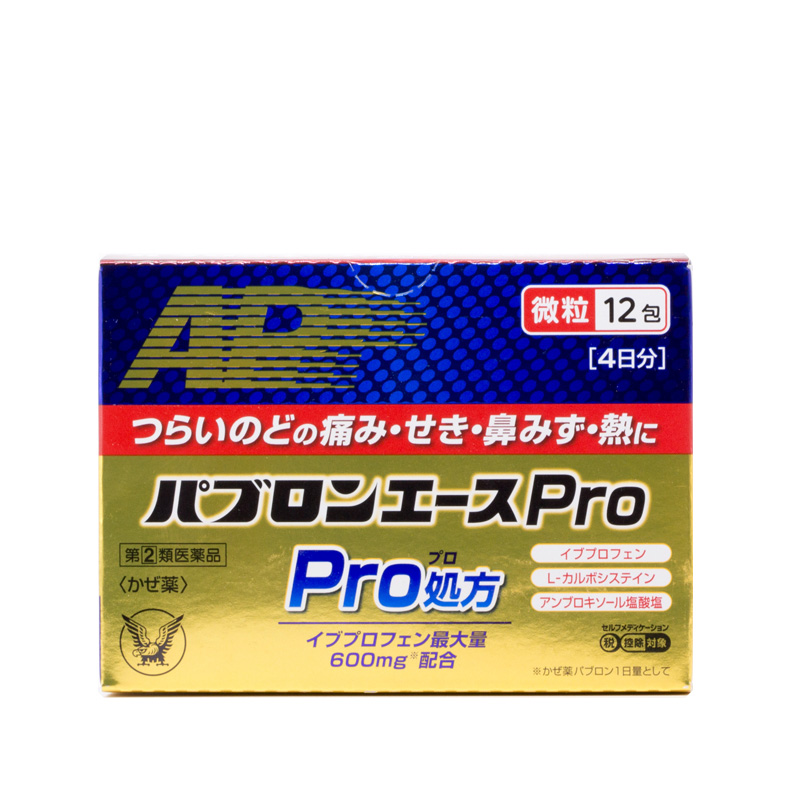 AP
微粒 12包
[4日分]
つらいのどの痛み・せき・鼻みず・熱に
パブロンエースPro
第②類医薬品
〈かぜ薬〉
プロ
Pro処方
イブプロフェン最大量
600mg※配合
イブプロフェン
L-カルボシステイン
アンブロキソール塩酸塩
セルフメディケーション
税 控除 対象
※かぜ薬パブロン1日量として